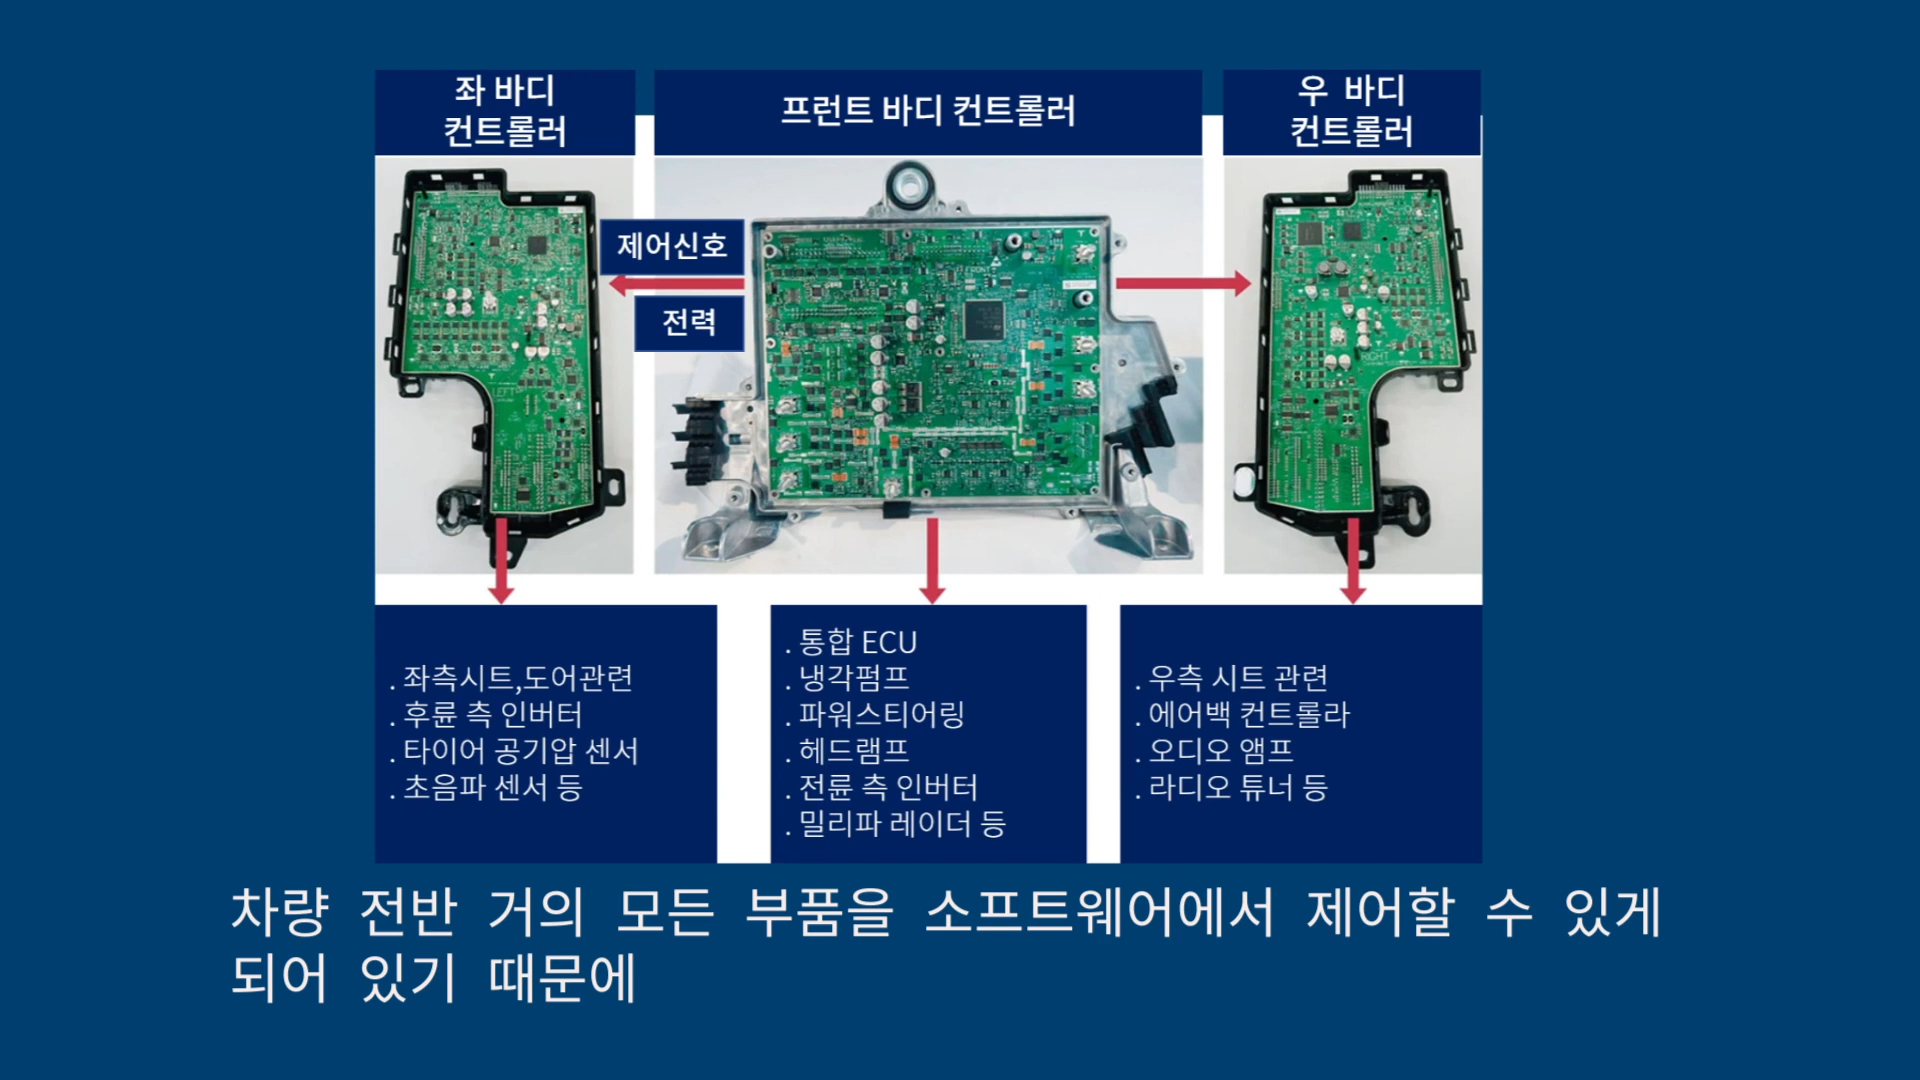 좌 바디
컨트롤러
프런트 바디 컨트롤러
우 바디
컨트롤러
제어신호
전력
FRONT
LEFT
RIGHT
. 좌측시트,도어관련
. 후륜 측 인버터
. 타이어 공기압 센서
. 초음파 센서 등
. 통합 ECU
. 냉각펌프
. 파워스티어링
. 헤드램프
. 전륜 측 인버터
. 밀리파 레이더 등
. 우측 시트 관련
. 에어백 컨트롤라
. 오디오 앰프
. 라디오 튜너 등
차량 전반 거의 모든 부품을 소프트웨어에서 제어할 수 있게
되어 있기 때문에